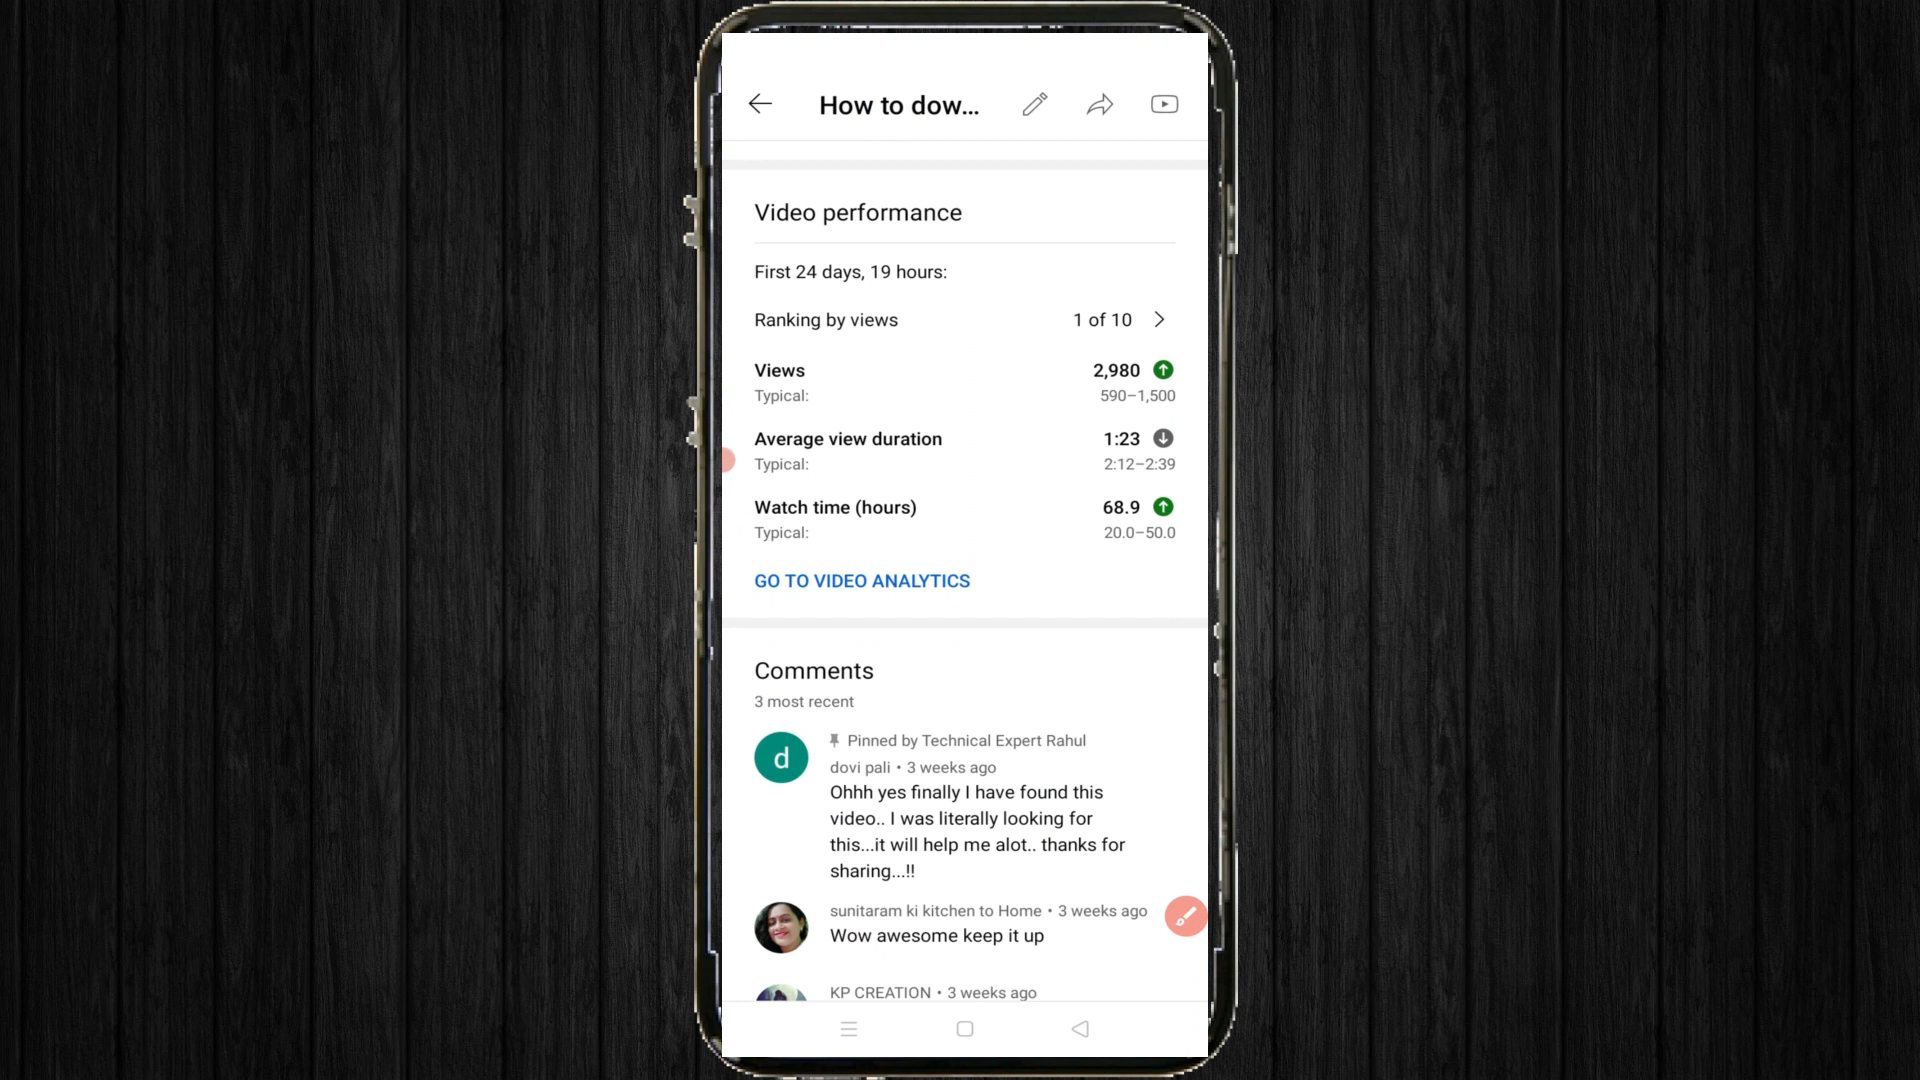 How to dow...
Video performance
First 24 days, 19 hours:
Ranking by views 1 of 10
Views 2,980
Typical: 590–1,500
Average view duration 1:23
Typical: 2:12–2:39
Watch time (hours) 68.9
Typical: 20.0–50.0
GO TO VIDEO ANALYTICS
Comments
3 most recent
d
Pinned by Technical Expert Rahul
dovi pali • 3 weeks ago
Ohhh yes finally I have found this
video.. I was literally looking for
this...it will help me alot.. thanks for
sharing...!!
sunitaram ki kitchen to Home • 3 weeks ago
Wow awesome keep it up
KP CREATION • 3 weeks ago